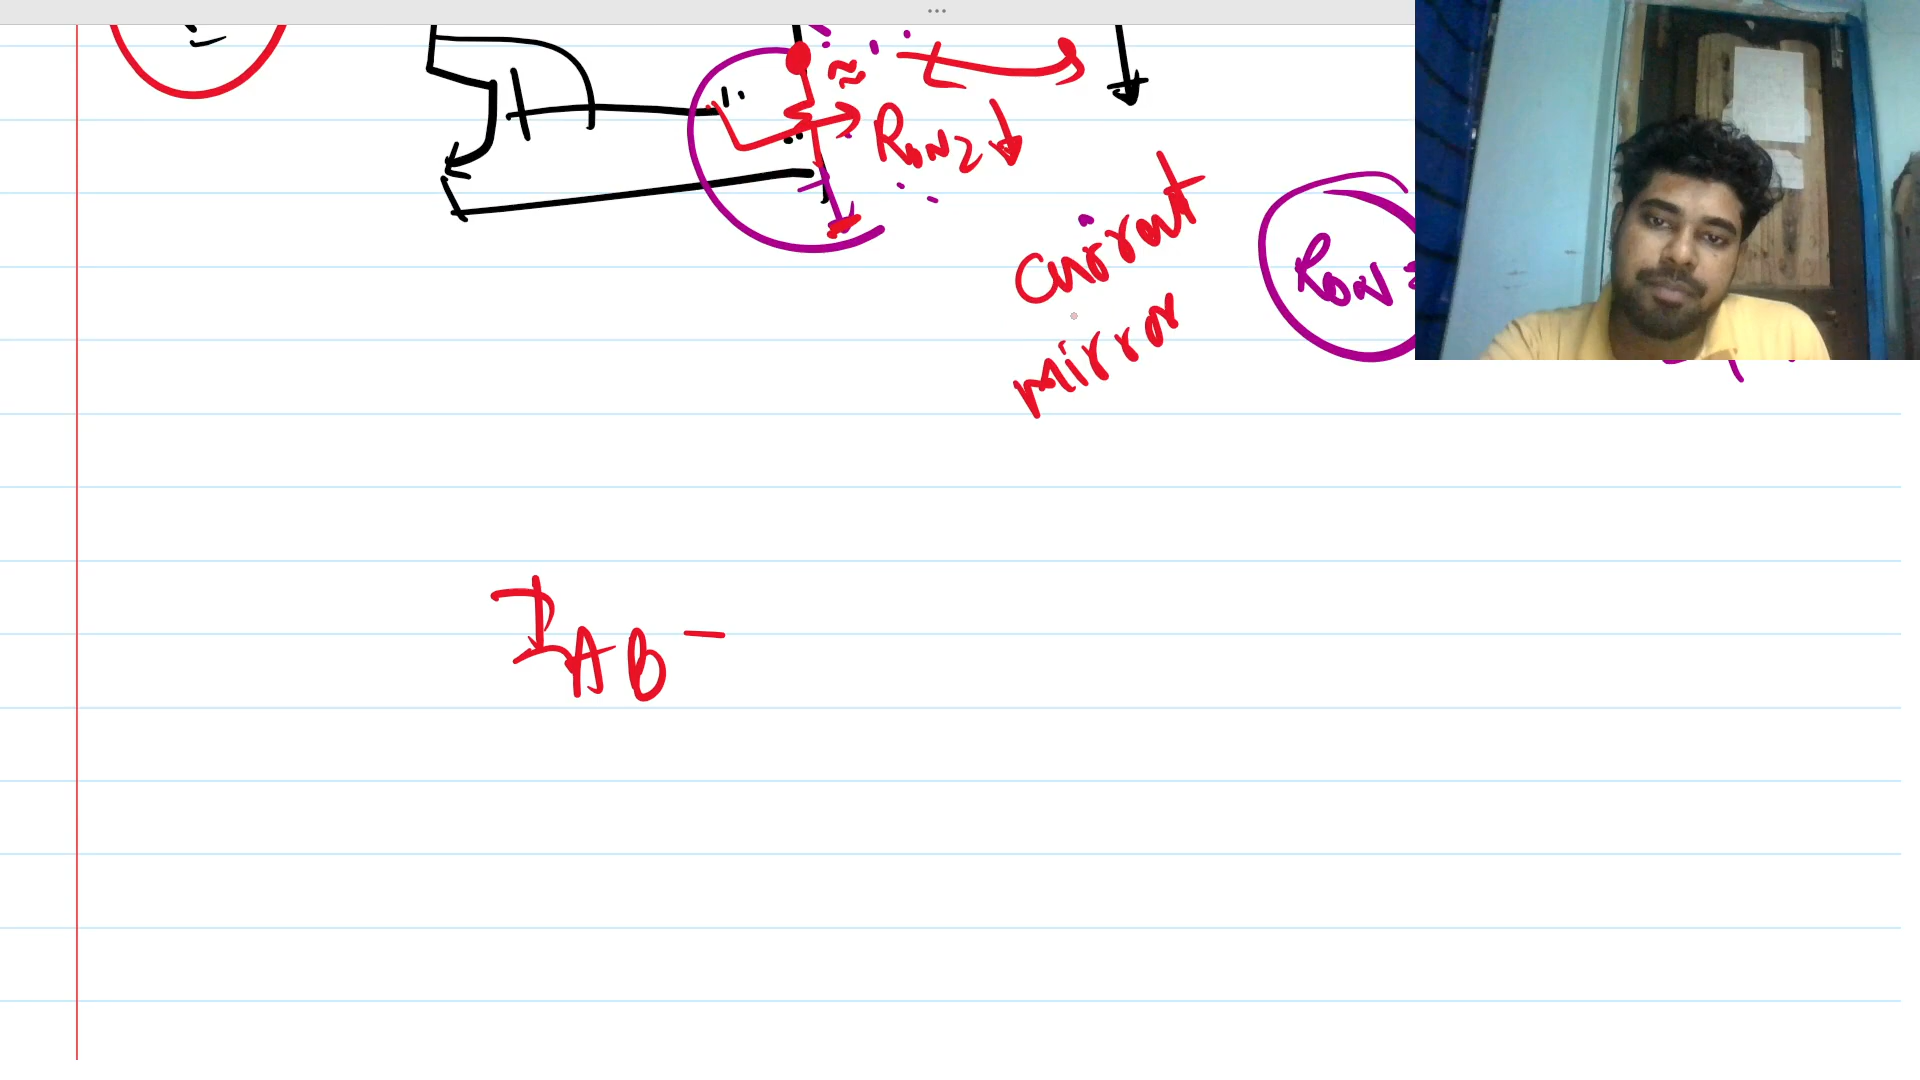 RON2 ↓
Current
mirror
RON =
IAB -